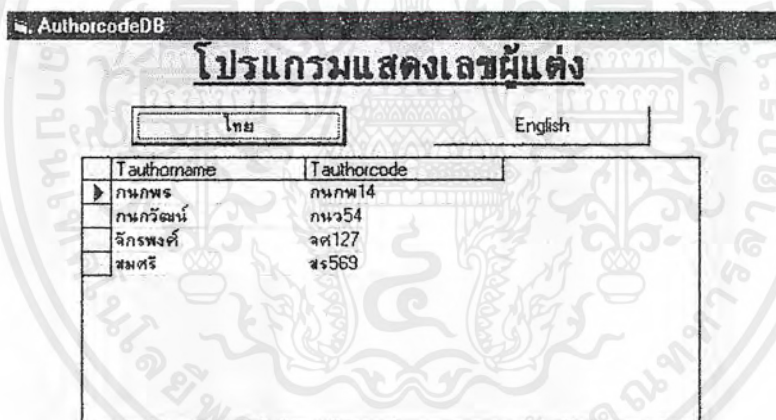 AuthorcodeDB
โปรแกรมแสดงเลขผู้แต่ง
ไทย English
Tauthorname Tauthorcode
กนกพร กนกพ14
กนกวัฒน์ กนว54
จักรพงศ์ จศ127
สมศรี สร569